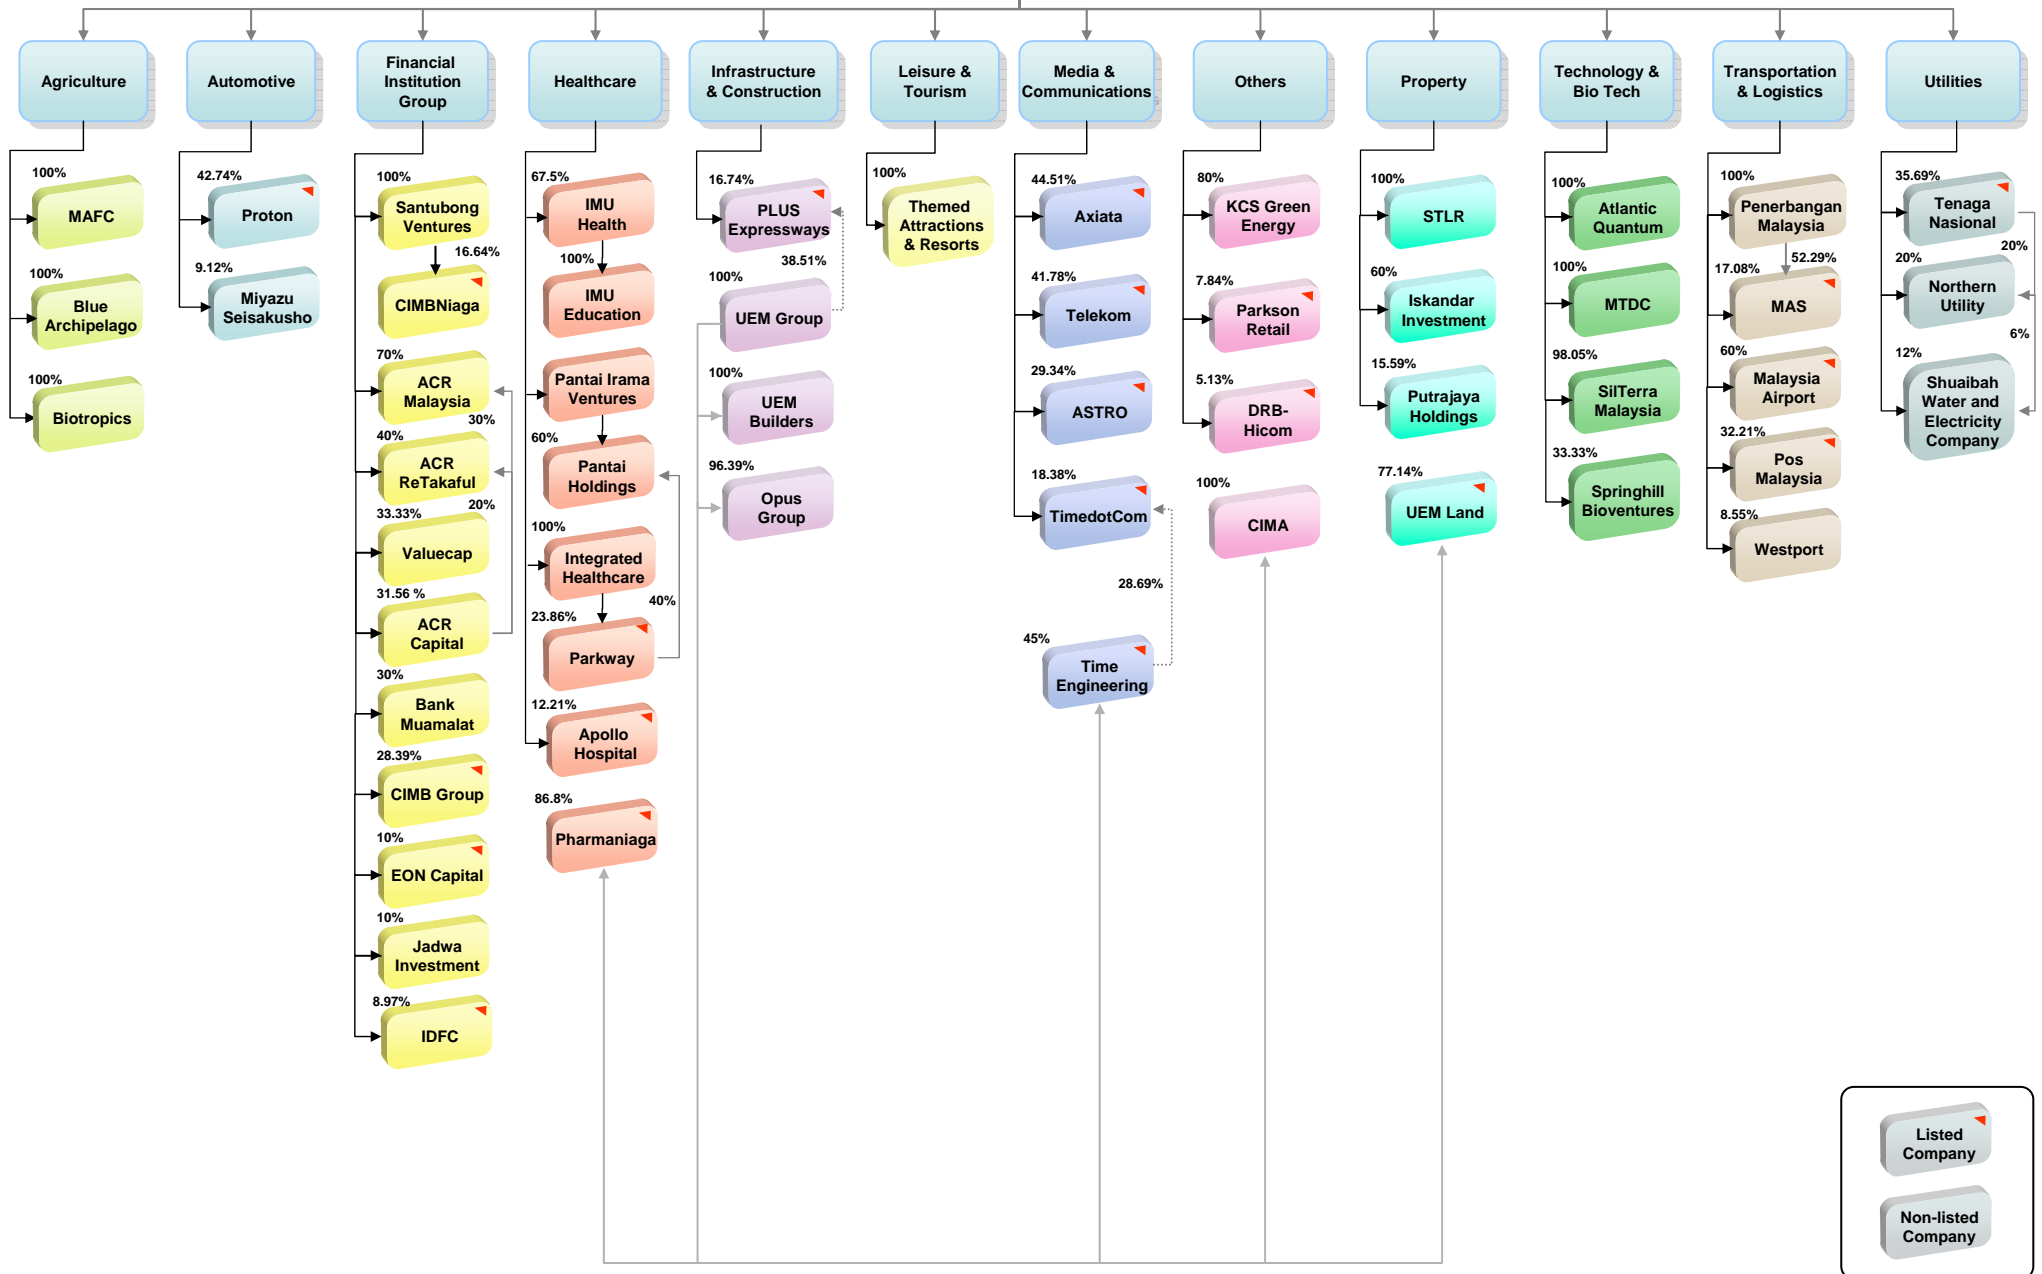 Agriculture
Automotive
Financial
Institution
Group
Healthcare
Infrastructure
& Construction
Leisure &
Tourism
Media &
Communications
Others
Property
Technology &
Bio Tech
Transportation
& Logistics
Utilities
100%
MAFC
100%
Blue
Archipelago
100%
Biotropics
42.74%
Proton
9.12%
Miyazu
Seisakusho
100%
Santubong
Ventures
16.64%
CIMBNiaga
70%
ACR
Malaysia
30%
40%
ACR
ReTakaful
20%
33.33%
Valuecap
31.56 %
ACR
Capital
30%
Bank
Muamalat
28.39%
CIMB Group
10%
EON Capital
10%
Jadwa
Investment
8.97%
IDFC
67.5%
IMU
Health
100%
IMU
Education
Pantai Irama
Ventures
60%
Pantai
Holdings
100%
Integrated
Healthcare
40%
23.86%
Parkway
12.21%
Apollo
Hospital
86.8%
Pharmaniaga
16.74%
PLUS
Expressways
38.51%
100%
UEM Group
100%
UEM
Builders
96.39%
Opus
Group
100%
Themed
Attractions
& Resorts
44.51%
Axiata
41.78%
Telekom
29.34%
ASTRO
18.38%
TimedotCom
28.69%
45%
Time
Engineering
80%
KCS Green
Energy
7.84%
Parkson
Retail
5.13%
DRB-
Hicom
100%
CIMA
100%
STLR
60%
Iskandar
Investment
15.59%
Putrajaya
Holdings
77.14%
UEM Land
100%
Atlantic
Quantum
100%
MTDC
98.05%
SilTerra
Malaysia
33.33%
Springhill
Bioventures
100%
Penerbangan
Malaysia
52.29%
17.08%
MAS
60%
Malaysia
Airport
32.21%
Pos
Malaysia
8.55%
Westport
35.69%
Tenaga
Nasional
20%
20%
Northern
Utility
6%
12%
Shuaibah
Water and
Electricity
Company
Listed
Company
Non-listed
Company